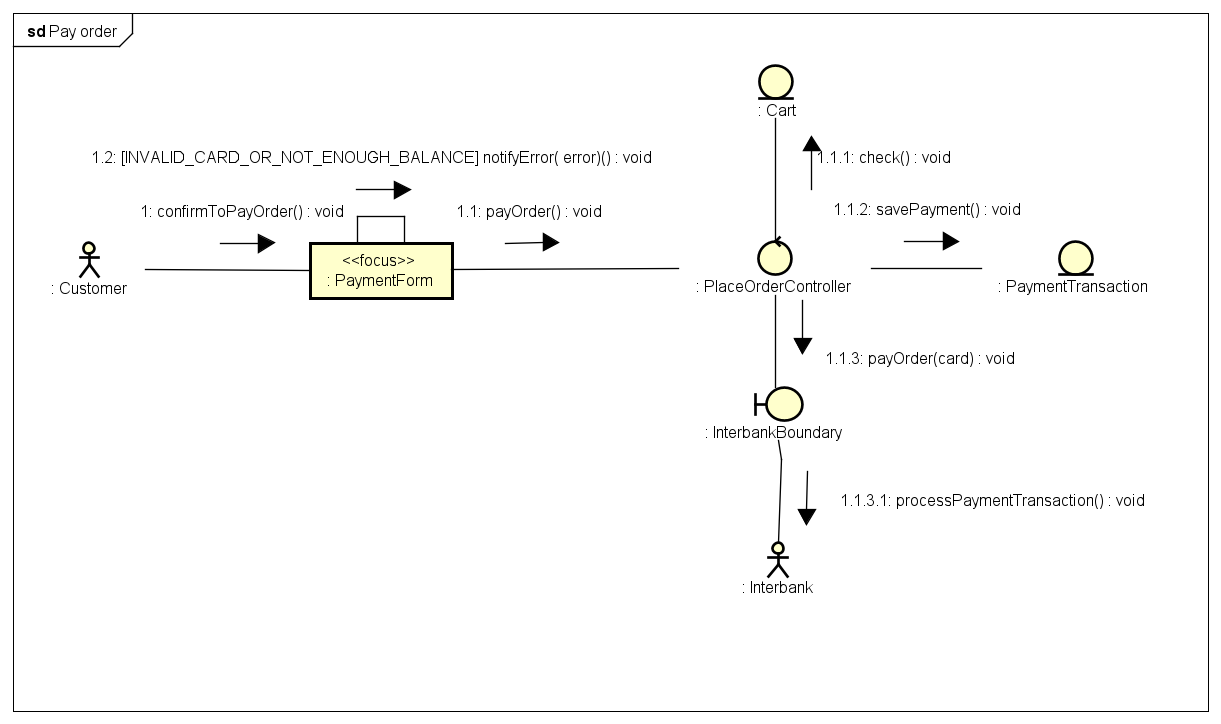 sd Pay order
: Cart
1.2: [INVALID_CARD_OR_NOT_ENOUGH_BALANCE] notifyError( error)() : void
1.1.1: check() : void
1: confirmToPayOrder() : void
1.1: payOrder() : void
1.1.2: savePayment() : void
<<focus>>
: PaymentForm
: Customer
: PlaceOrderController
: PaymentTransaction
1.1.3: payOrder(card) : void
: InterbankBoundary
1.1.3.1: processPaymentTransaction() : void
: Interbank